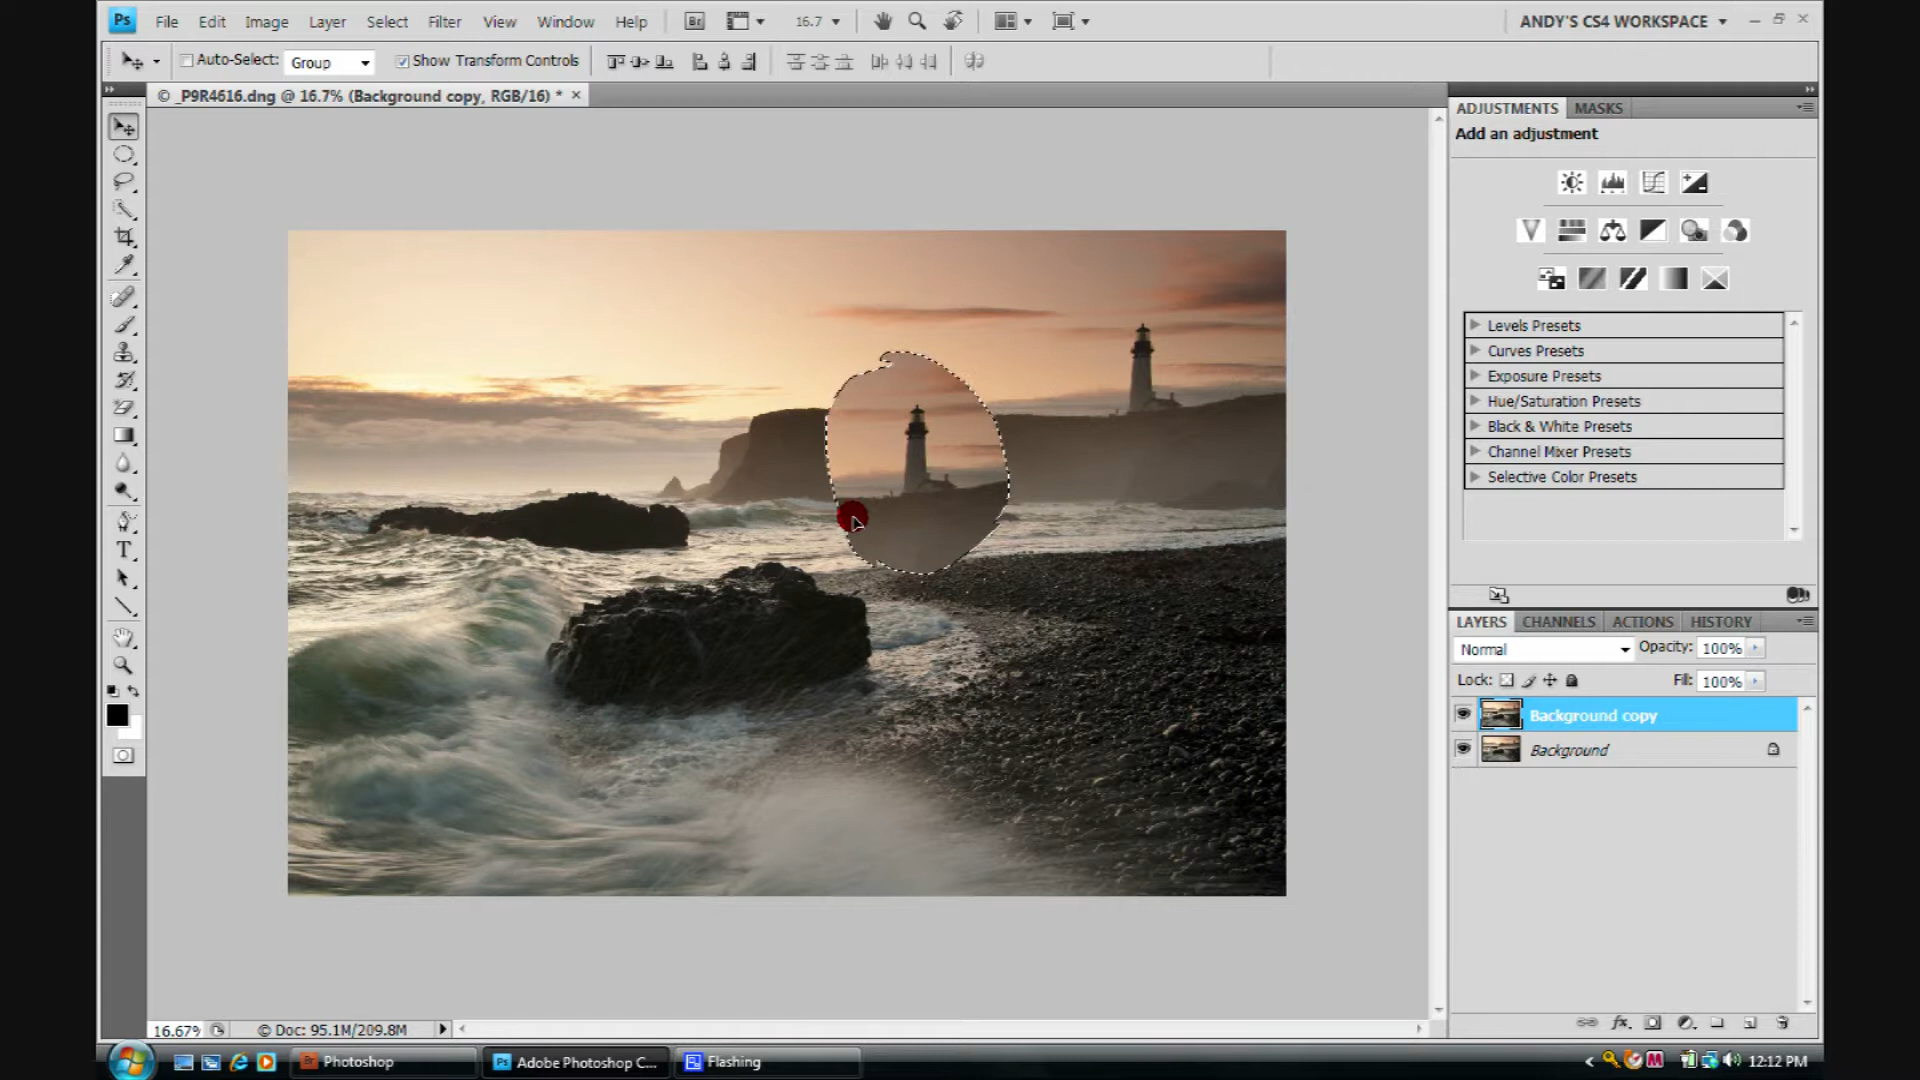 Ps File Edit Image Layer Select Filter View Window Help Br 16.7 ANDY'S CS4 WORKSPACE
Auto-Select: Group Show Transform Controls
© _P9R4616.dng @ 16.7% (Background copy, RGB/16) *
ADJUSTMENTS MASKS
Add an adjustment
Levels Presets
Curves Presets
Exposure Presets
Hue/Saturation Presets
Black & White Presets
Channel Mixer Presets
Selective Color Presets
LAYERS CHANNELS ACTIONS HISTORY
Normal Opacity: 100%
Lock: Fill: 100%
Background copy
Background
16.67% © Doc: 95.1M/209.8M
Br Photoshop Ps Adobe Photoshop C... Flashing 12:12 PM